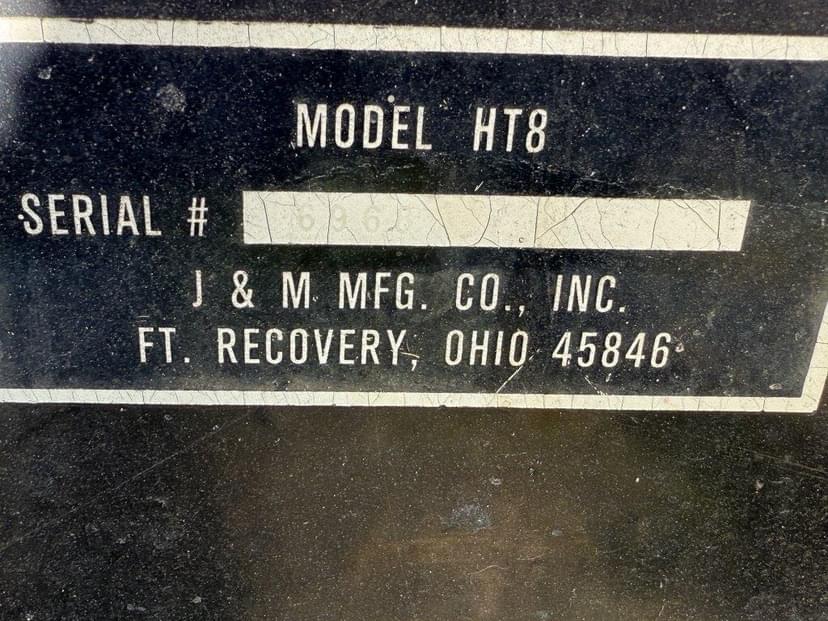 MODEL HT8
SERIAL #
J & M MFG. CO., INC.
FT. RECOVERY, OHIO 45846